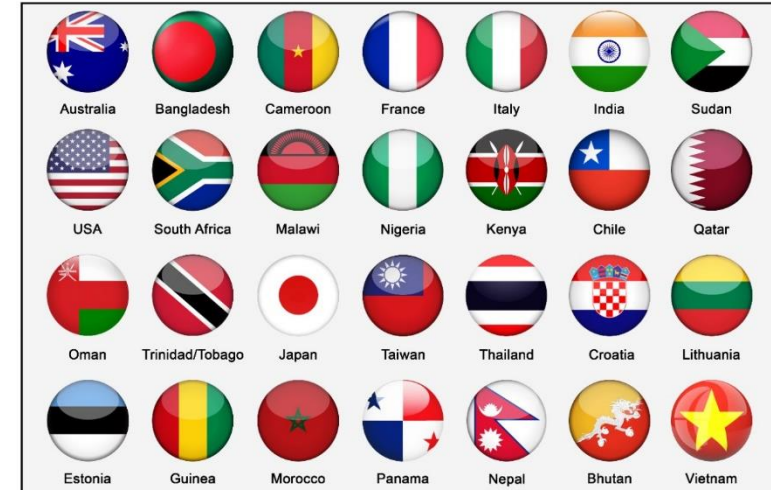 Australia Bangladesh Cameroon France Italy India Sudan
USA South Africa Malawi Nigeria Kenya Chile Qatar
Oman Trinidad/Tobago Japan Taiwan Thailand Croatia Lithuania
Estonia Guinea Morocco Panama Nepal Bhutan Vietnam